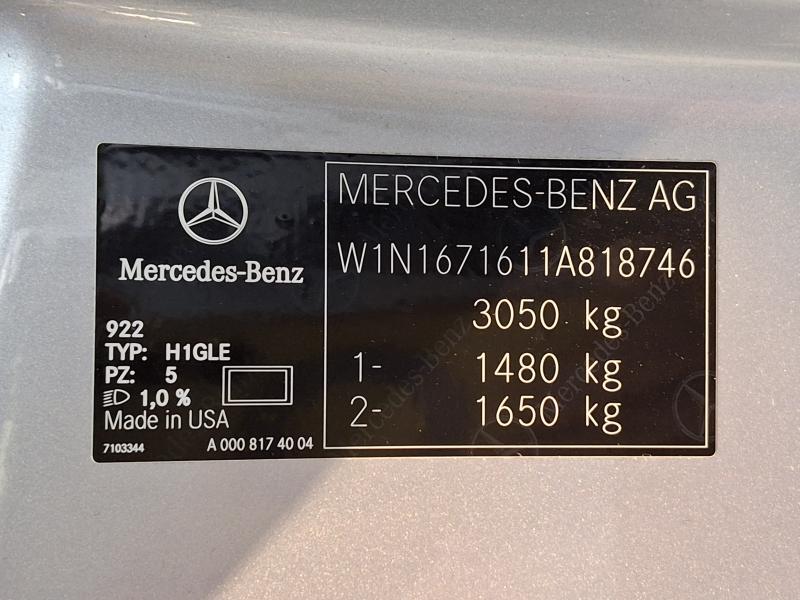 Mercedes-Benz
922
TYP: H1GLE
PZ: 5
1,0 %
Made in USA
7103344 A 000 817 40 04
MERCEDES-BENZ AG
W1N1671611A818746
3050 kg
1- 1480 kg
2- 1650 kg